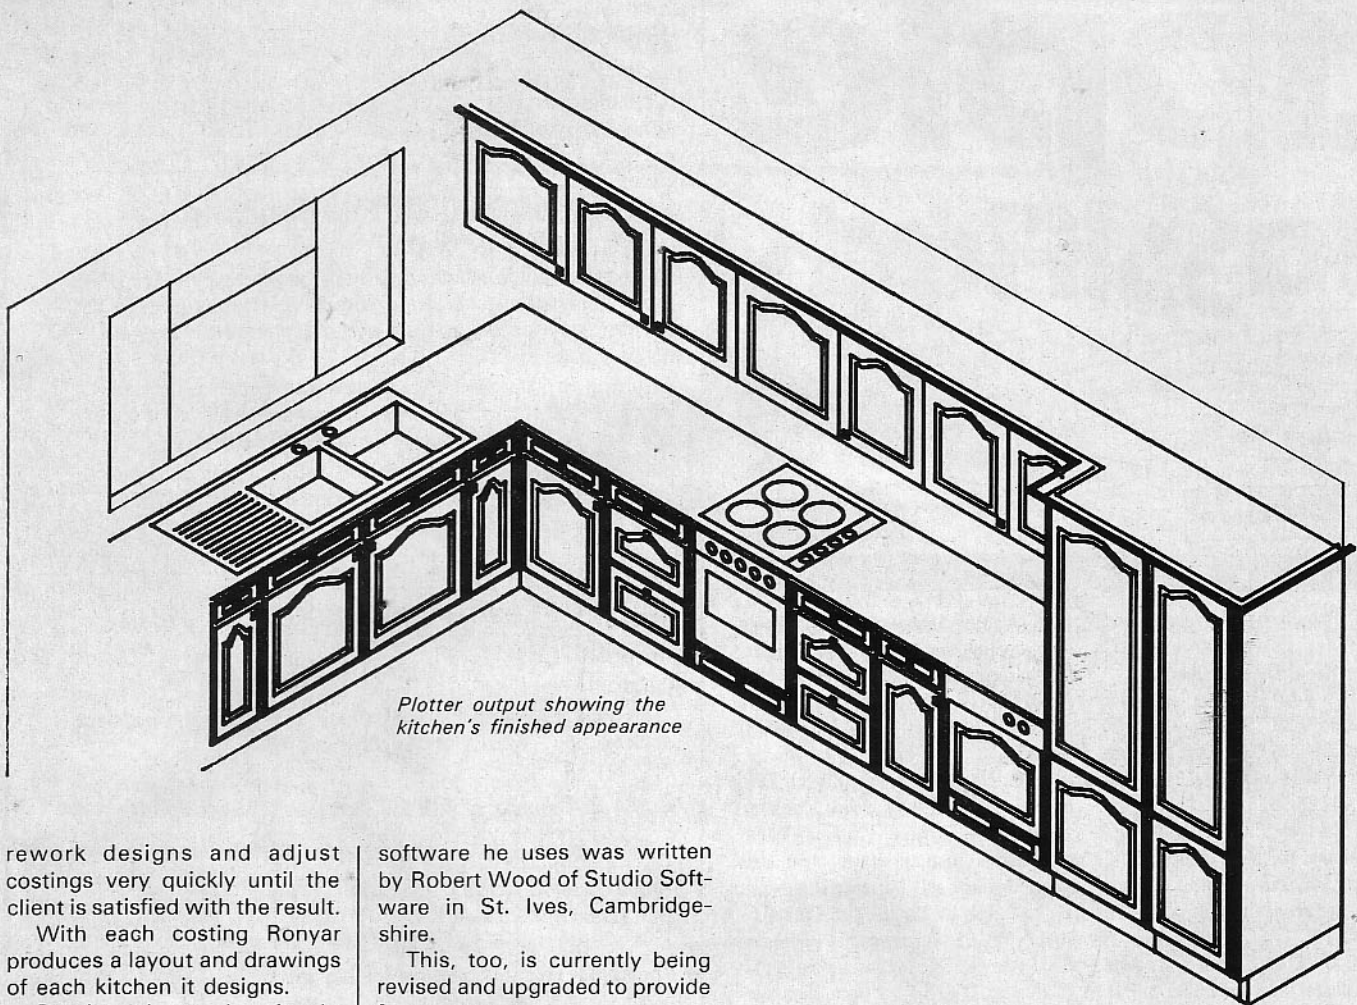 Plotter output showing the
kitchen's finished appearance
rework designs and adjust
costings very quickly until the
client is satisfied with the result.
With each costing Ronyar
produces a layout and drawings
of each kitchen it designs.
software he uses was written
by Robert Wood of Studio Soft-
ware in St. Ives, Cambridge-
shire.
This, too, is currently being
revised and upgraded to provide